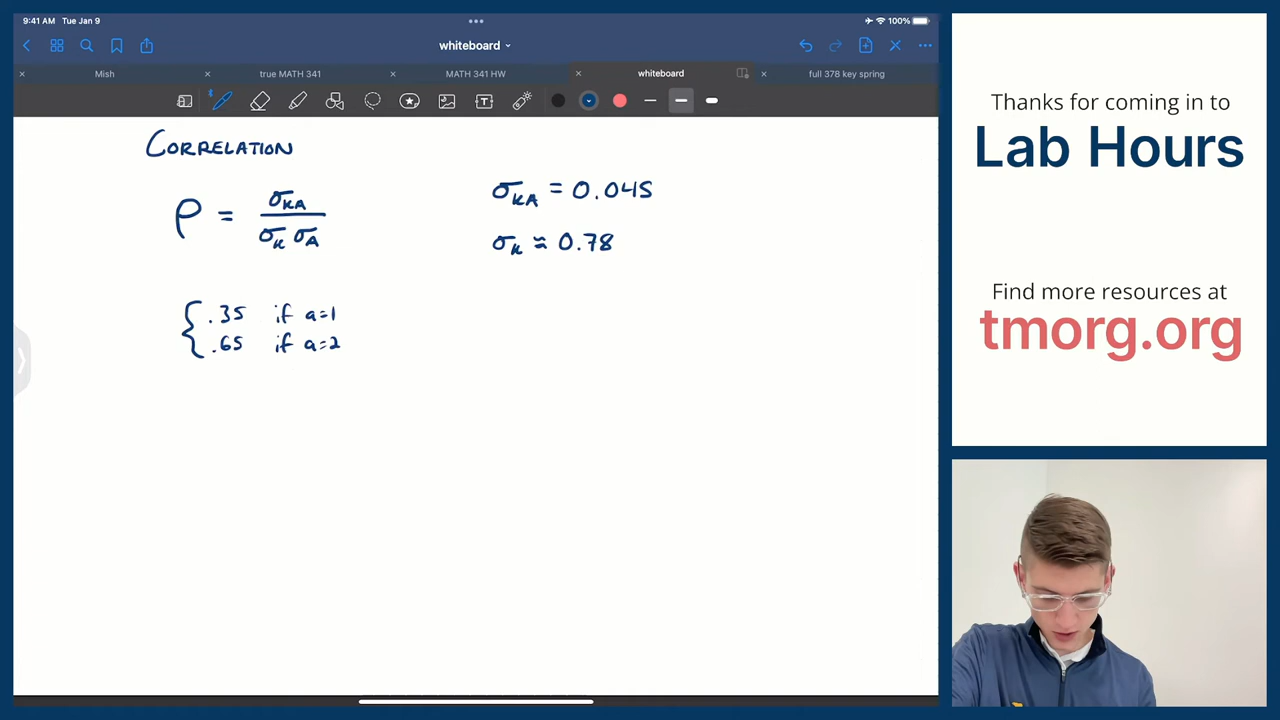 9:41 AM Tue Jan 9
100%
whiteboard
Mish
true MATH 341
MATH 341 HW
whiteboard
full 378 key spring
CORRELATION
ρ = σKA / σK σA
σKA = 0.045
σK ≈ 0.78
{ .35 if a=1
.65 if a=2
Thanks for coming in to
Lab Hours
Find more resources at
tmorg.org